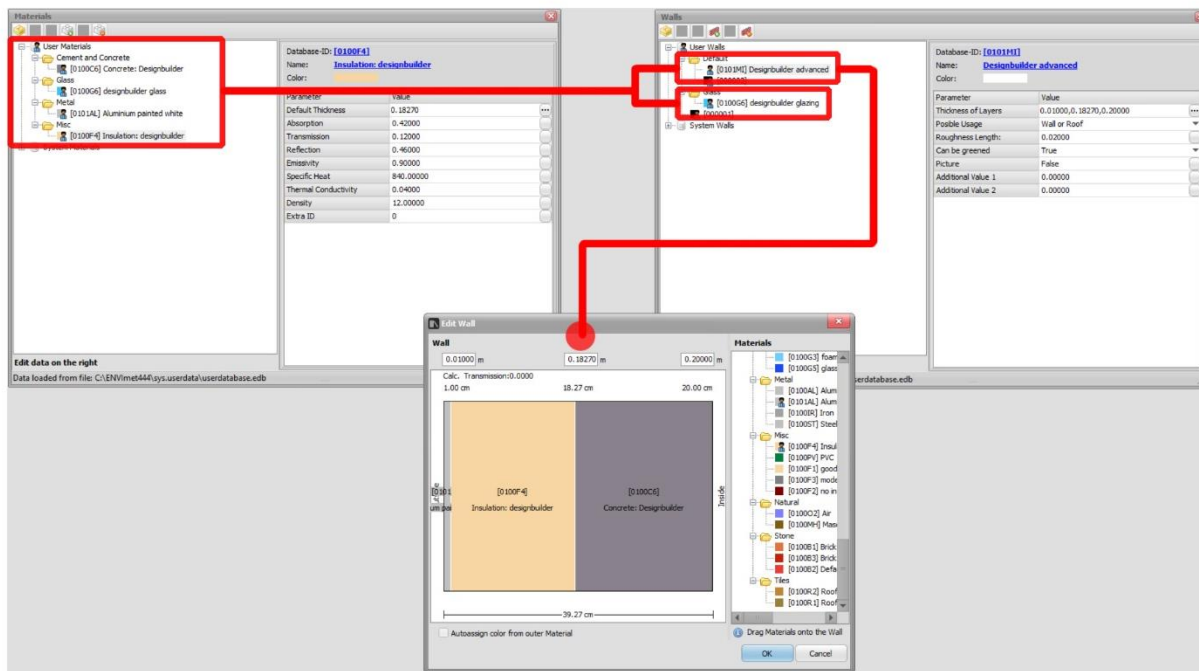 Materials
User Materials
Cement and Concrete
[0100C6] Concrete: Designbuilder
Glass
[0100G6] designbuilder glass
Metal
[0101AL] Aluminium painted white
Misc
[0100F4] Insulation: designbuilder
System Materials
Database-ID: [0100F4]
Name: Insulation: designbuilder
Color:
Parameter Value
Default Thickness 0.18270
Absorption 0.42000
Transmission 0.12000
Reflection 0.46000
Emissivity 0.90000
Specific Heat 840.00000
Thermal Conductivity 0.04000
Density 12.00000
Extra ID 0
Edit data on the right
Data loaded from file: C:\ENVImet444\sys.userdata\userdatabase.edb
Walls
User Walls
Default
[0101MI] Designbuilder advanced
Glass
[0100G6] designbuilder glazing
System Walls
Database-ID: [0101MI]
Name: Designbuilder advanced
Color:
Parameter Value
Thickness of Layers 0.01000,0.18270,0.20000
Posible Usage Wall or Roof
Roughness Length: 0.02000
Can be greened True
Picture False
Additional Value 1 0.00000
Additional Value 2 0.00000
serdatabase.edb
Edit Wall
Wall
0.01000 m 0.18270 m 0.20000 m
Calc. Transmission:0.0000
1.00 cm 18.27 cm 20.00 cm
[0101
um pai
[0100F4]
Insulation: designbuilder
[0100C6]
Concrete: Designbuilder
Inside
39.27 cm
Autoassign color from outer Material
Materials
[0100G3] foam
[0100G5] glass
Metal
[0100AL] Alum
[0101AL] Alum
[0100IR] Iron
[0100ST] Steel
Misc
[0100F4] Insul
[0100PV] PVC
[0100F1] good
[0100F3] mode
[0100F2] no in
Natural
[0100O2] Air
[0100MH] Mas
Stone
[0100B1] Brick
[0100B3] Brick
[0100B2] Defa
Tiles
[0100R2] Roof
[0100R1] Roof
Drag Materials onto the Wall
OK Cancel